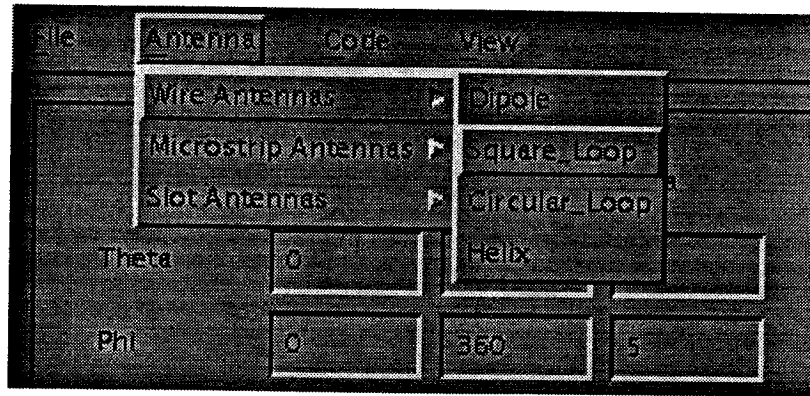 File Antenna Code View
Wire Antennas Dipole
Microstrip Antennas Square_Loop
Slot Antennas Circular_Loop
Helix
Theta 0
Phi 0 360 5